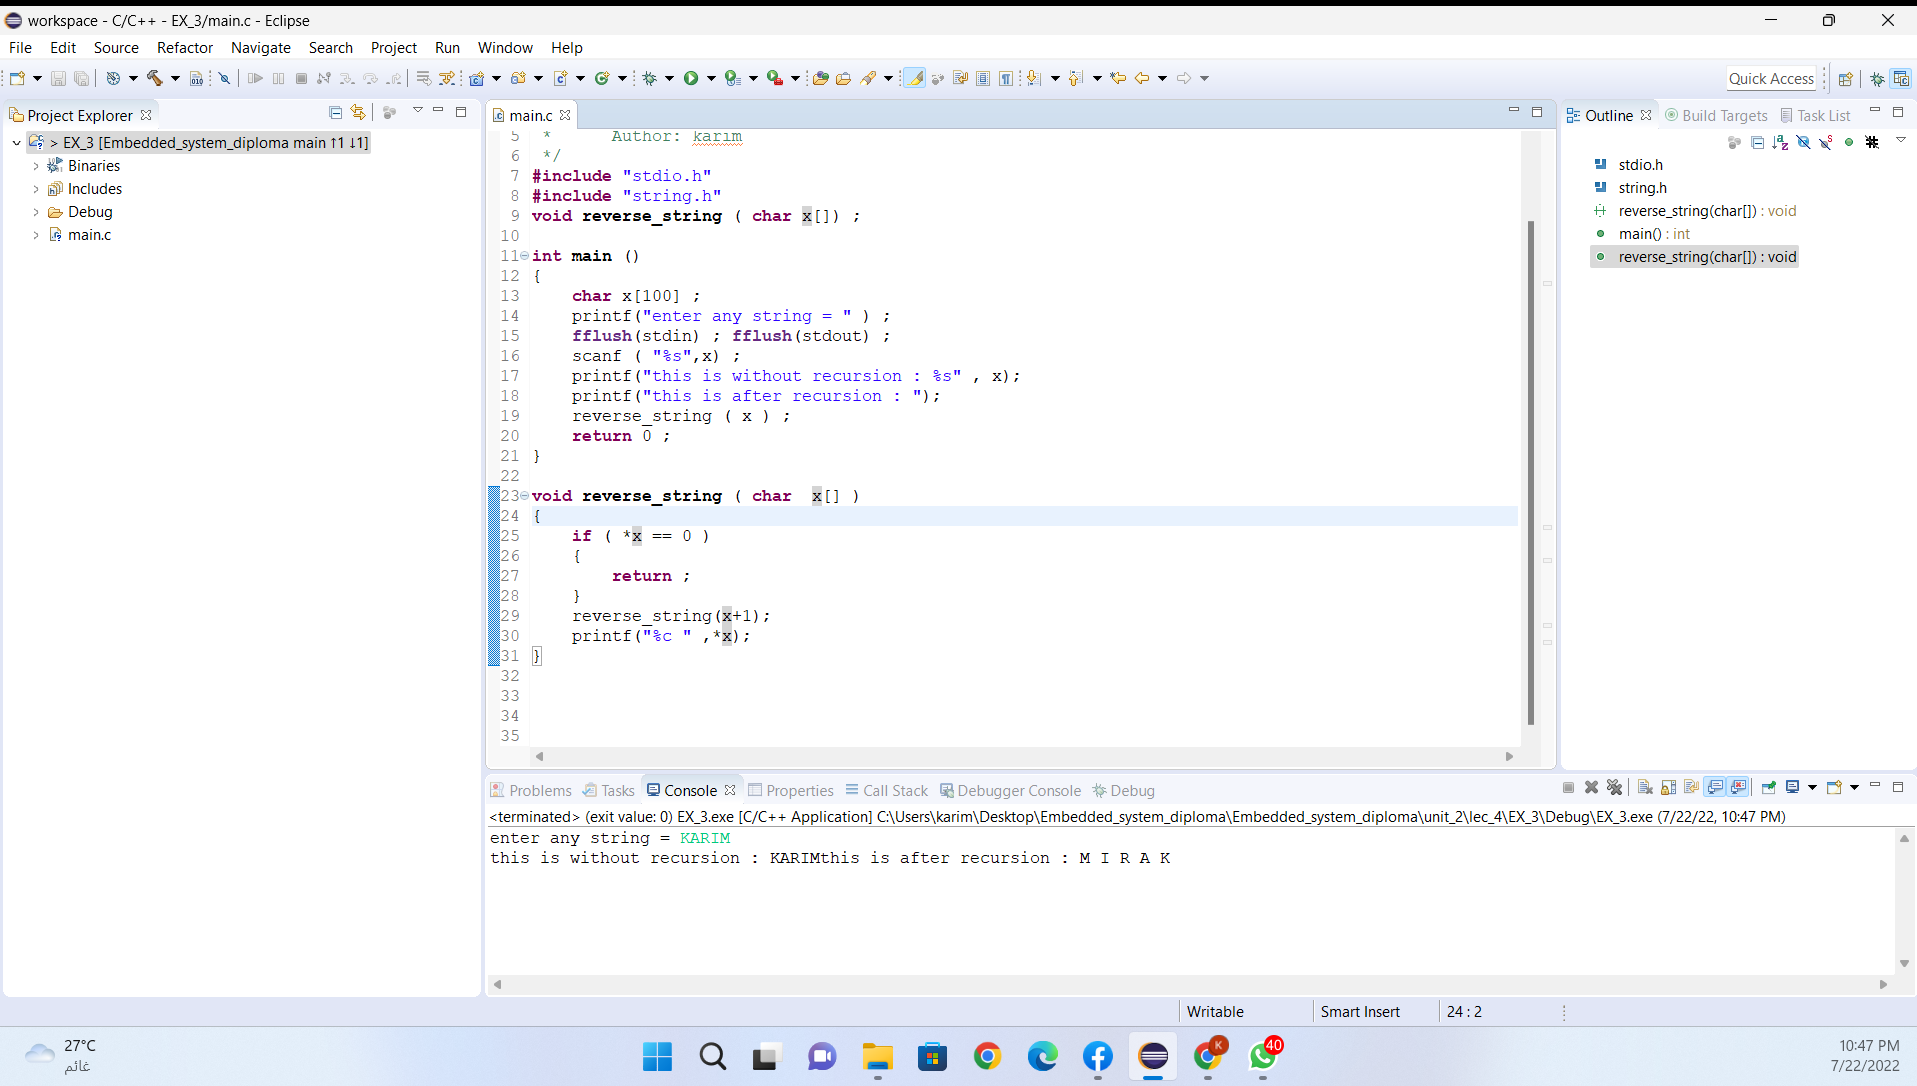 workspace - C/C++ - EX_3/main.c - Eclipse
File Edit Source Refactor Navigate Search Project Run Window Help
Quick Access
Project Explorer
> EX_3 [Embedded_system_diploma main ↑1 ↓1]
Binaries
Includes
Debug
main.c
main.c
5 * Author: karim
6 */
7 #include "stdio.h"
8 #include "string.h"
9 void reverse_string ( char x[]) ;
10
11 int main ()
12 {
13 char x[100] ;
14 printf("enter any string = " ) ;
15 fflush(stdin) ; fflush(stdout) ;
16 scanf ( "%s",x) ;
17 printf("this is without recursion : %s" , x);
18 printf("this is after recursion : ");
19 reverse_string ( x ) ;
20 return 0 ;
21 }
22
23 void reverse_string ( char  x[] )
24 {
25 if ( *x == 0 )
26 {
27 return ;
28 }
29 reverse_string(x+1);
30 printf("%c " ,*x);
31 }
32
33
34
35
Outline Build Targets Task List
stdio.h
string.h
reverse_string(char[]) : void
main() : int
reverse_string(char[]) : void
Problems Tasks Console Properties Call Stack Debugger Console Debug
<terminated> (exit value: 0) EX_3.exe [C/C++ Application] C:\Users\karim\Desktop\Embedded_system_diploma\Embedded_system_diploma\unit_2\lec_4\EX_3\Debug\EX_3.exe (7/22/22, 10:47 PM)
enter any string = KARIM
this is without recursion : KARIMthis is after recursion : M I R A K
Writable Smart Insert 24 : 2
27°C
غائم
K
40
10:47 PM
7/22/2022